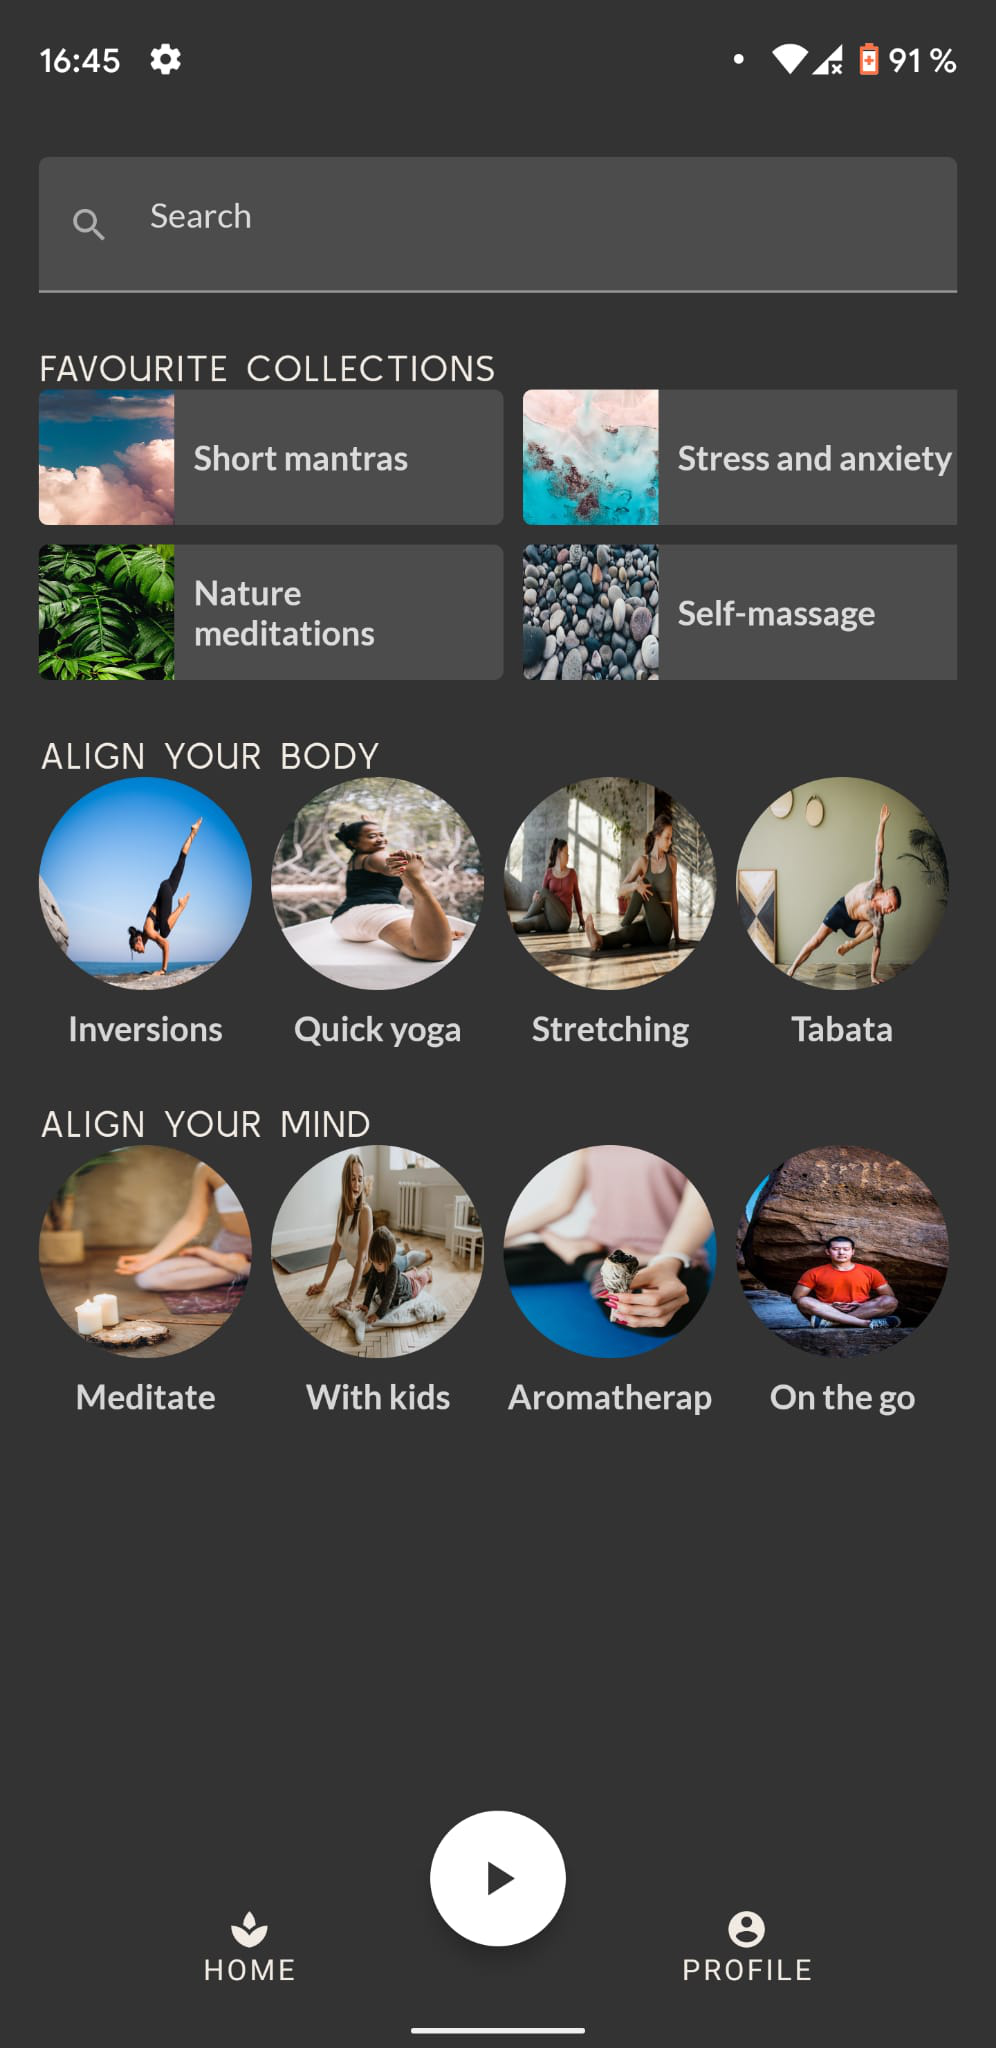 16:45
91 %
Search
FAVOURITE COLLECTIONS
Short mantras
Stress and anxiety
Nature
meditations
Self-massage
ALIGN YOUR BODY
Inversions
Quick yoga
Stretching
Tabata
ALIGN YOUR MIND
Meditate
With kids
Aromatherap
On the go
HOME
PROFILE